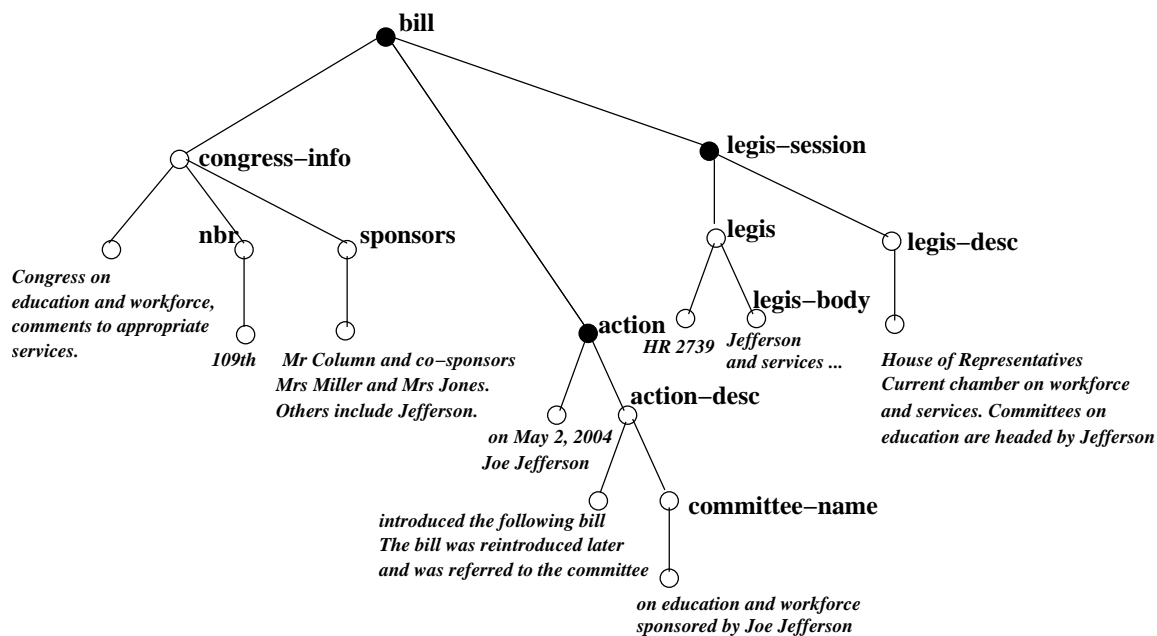 bill
congress−info
legis−session
nbr
sponsors
legis
legis−desc
Congress on
education and workforce,
comments to appropriate
services.
109th
Mr Column and co−sponsors
Mrs Miller and Mrs Jones.
Others include Jefferson.
action
legis−body
HR 2739
Jefferson
and services ...
House of Representatives
Current chamber on workforce
and services. Committees on
education are headed by Jefferson
action−desc
on May 2, 2004
Joe Jefferson
committee−name
introduced the following bill
The bill was reintroduced later
and was referred to the committee
on education and workforce
sponsored by Joe Jefferson